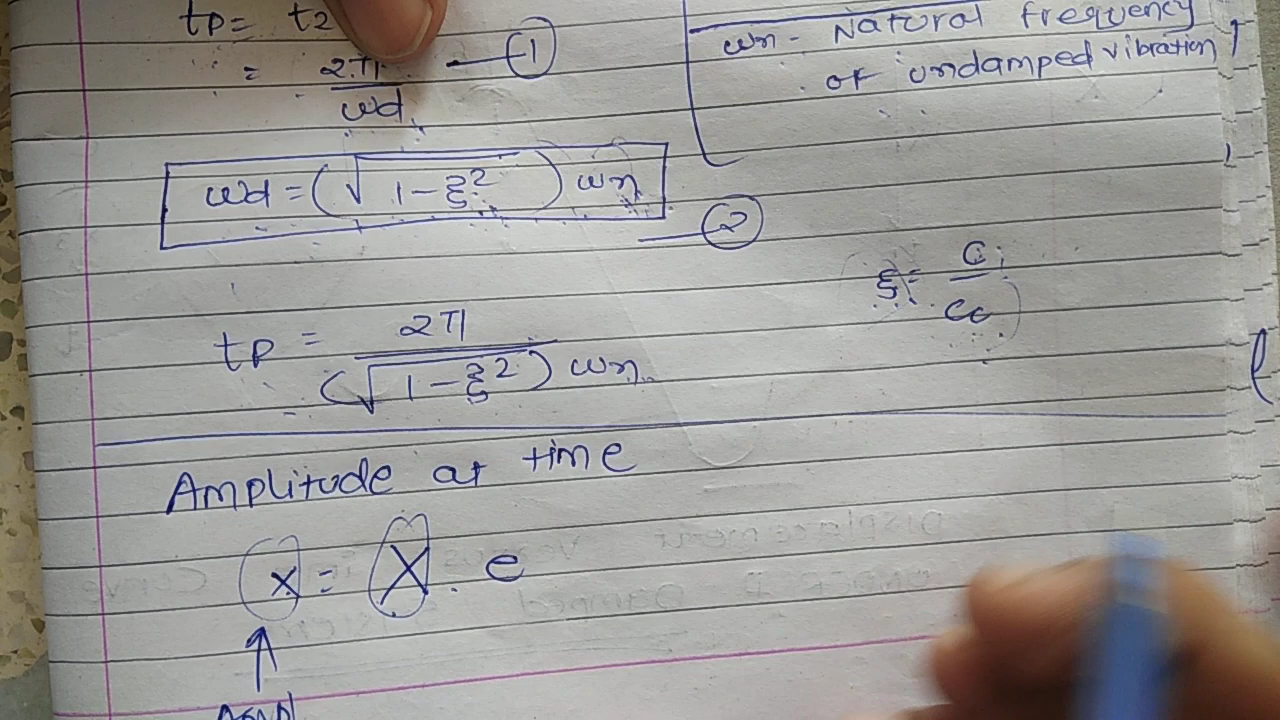 tp = t2
= 2π / ωd —①
ωn - Natural frequency
of undamped vibration
ωd = (√1-ξ²) ωn —②
ξ = C / Cc
tp = 2π / (√1-ξ²) ωn
Amplitude at time
x = X . e